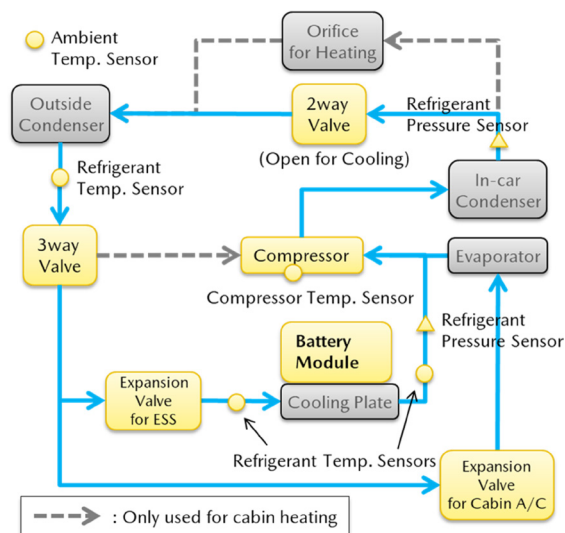 Ambient
Temp. Sensor
Orifice
for Heating
Outside
Condenser
2way
Valve
Refrigerant
Pressure Sensor
(Open for Cooling)
Refrigerant
Temp. Sensor
In-car
Condenser
3way
Valve
Compressor
Evaporator
Compressor Temp. Sensor
Refrigerant
Pressure Sensor
Battery
Module
Expansion
Valve
for ESS
Cooling Plate
Refrigerant Temp. Sensors
Expansion
Valve
for Cabin A/C
: Only used for cabin heating